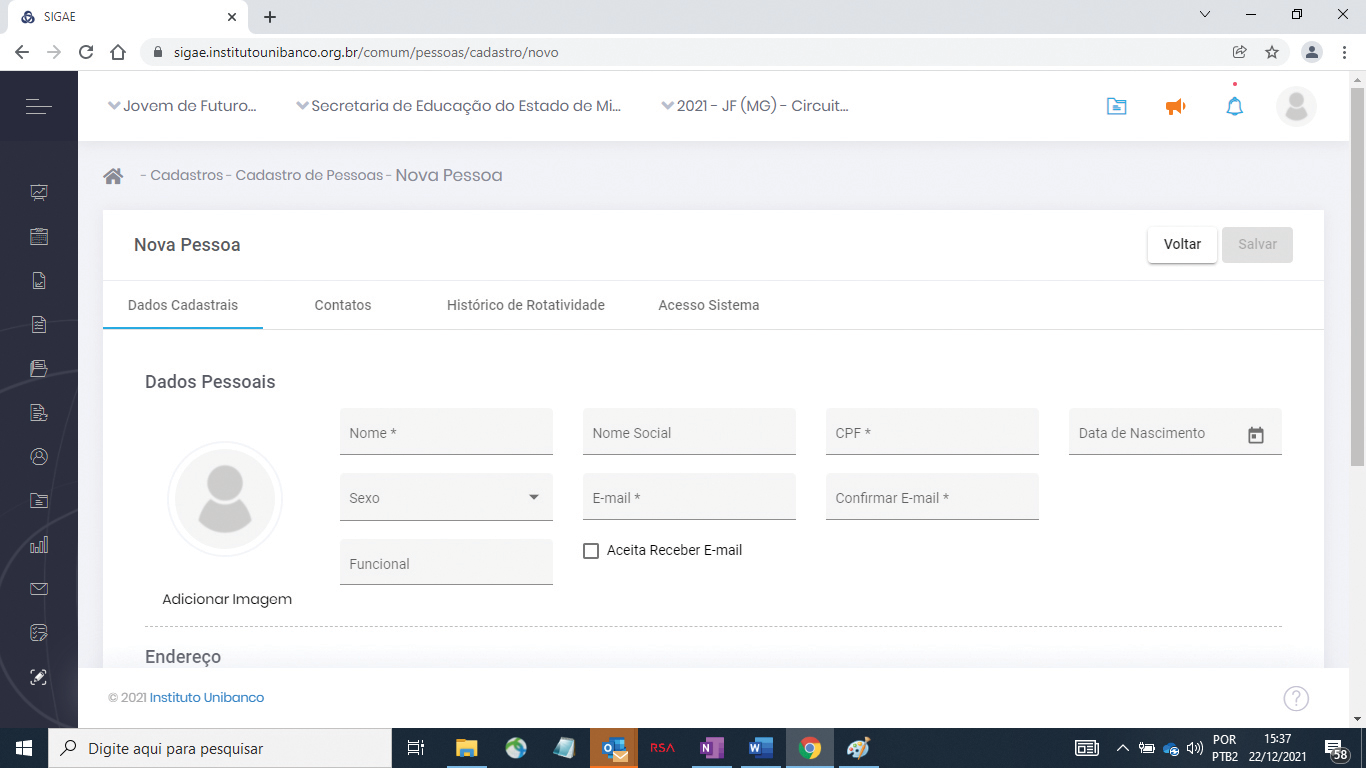 SIGAE
sigae.institutounibanco.org.br/comum/pessoas/cadastro/novo
Jovem de Futuro... Secretaria de Educação do Estado de Mi... 2021 - JF (MG) - Circuit...
- Cadastros - Cadastro de Pessoas - Nova Pessoa
Nova Pessoa Voltar Salvar
Dados Cadastrais Contatos Histórico de Rotatividade Acesso Sistema
Dados Pessoais
Nome * Nome Social CPF * Data de Nascimento
Sexo E-mail * Confirmar E-mail *
Funcional Aceita Receber E-mail
Adicionar Imagem
Endereço
© 2021 Instituto Unibanco ?
Digite aqui para pesquisar RSA POR 15:37
PTB2 22/12/2021 58